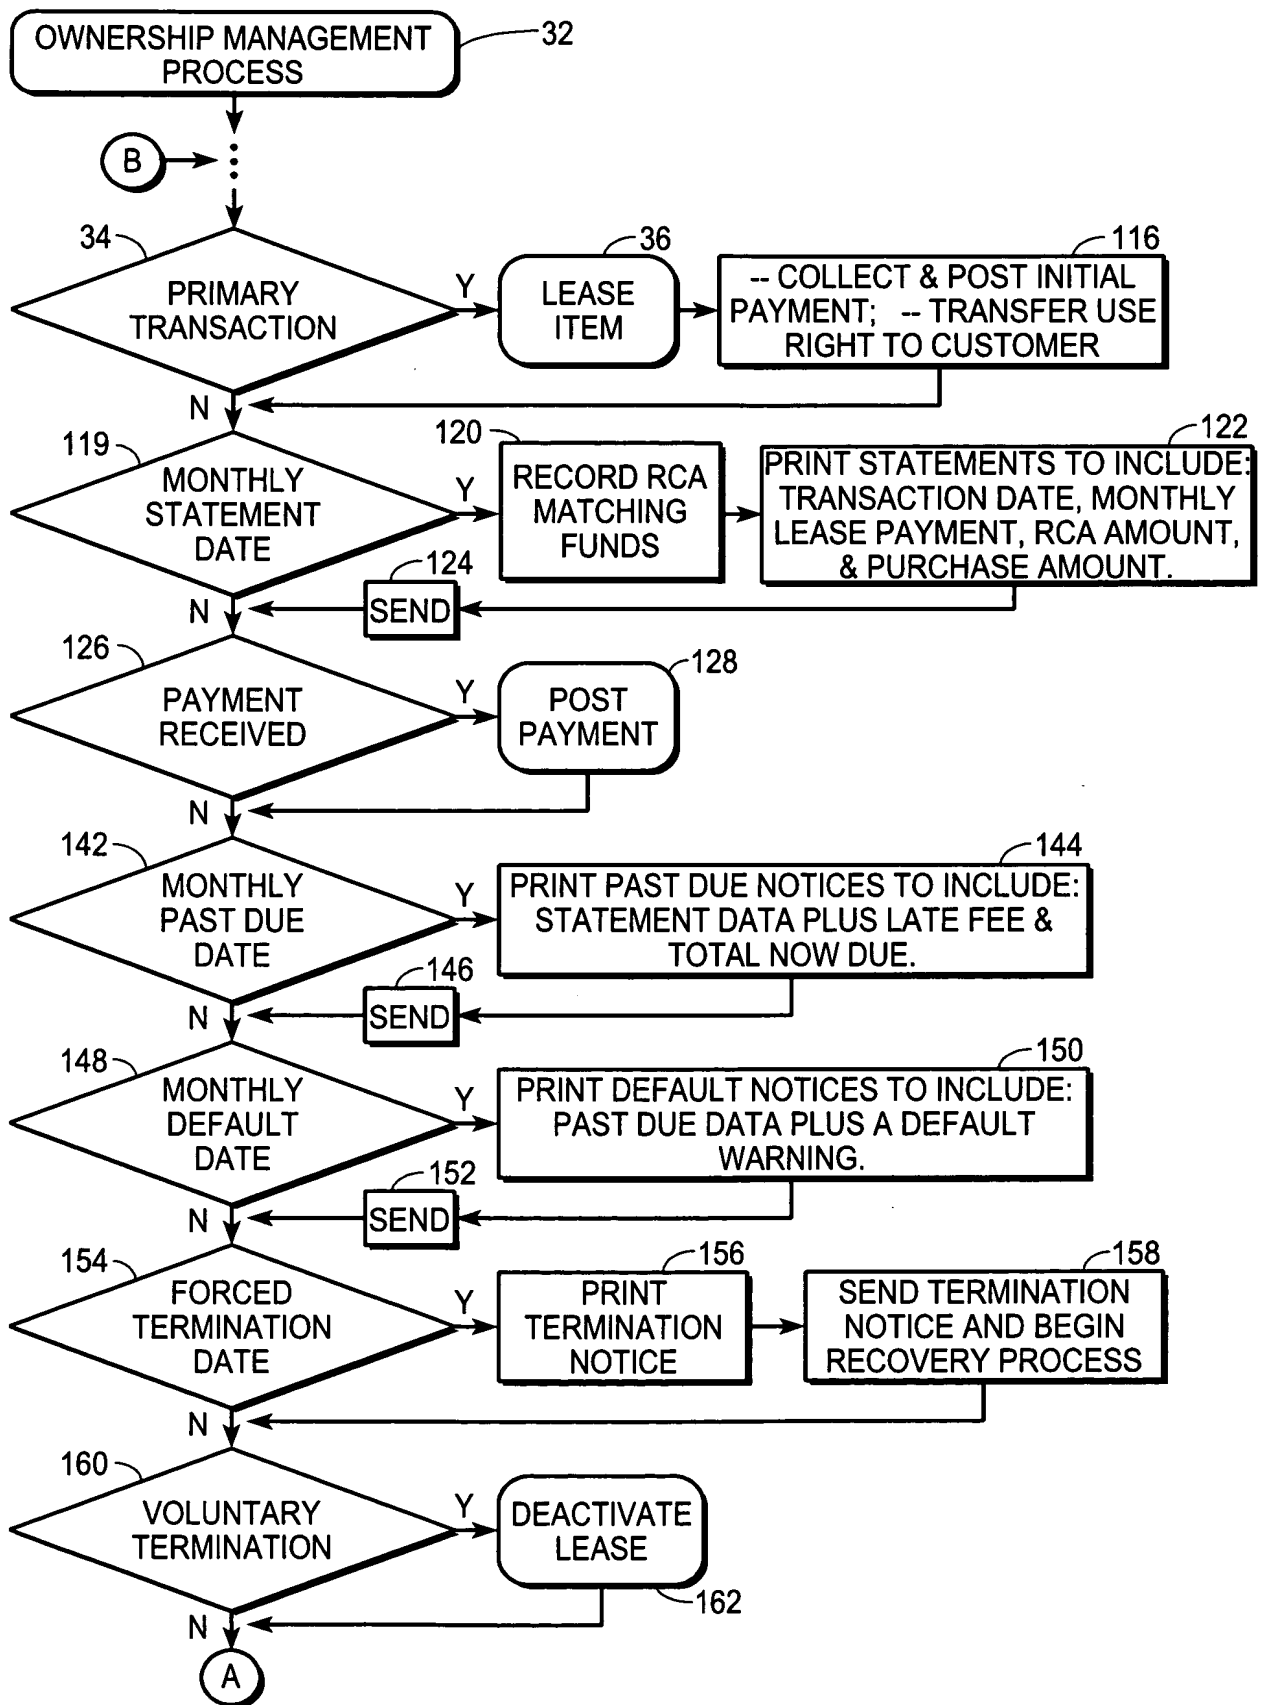 OWNERSHIP MANAGEMENT
PROCESS
32
B
34
PRIMARY
TRANSACTION
Y
36
LEASE
ITEM
116
-- COLLECT & POST INITIAL
PAYMENT; -- TRANSFER USE
RIGHT TO CUSTOMER
N
119
MONTHLY
STATEMENT
DATE
Y
120
RECORD RCA
MATCHING
FUNDS
122
PRINT STATEMENTS TO INCLUDE:
TRANSACTION DATE, MONTHLY
LEASE PAYMENT, RCA AMOUNT,
& PURCHASE AMOUNT.
124
SEND
N
126
PAYMENT
RECEIVED
Y
128
POST
PAYMENT
N
142
MONTHLY
PAST DUE
DATE
Y
144
PRINT PAST DUE NOTICES TO INCLUDE:
STATEMENT DATA PLUS LATE FEE &
TOTAL NOW DUE.
146
SEND
N
148
MONTHLY
DEFAULT
DATE
Y
150
PRINT DEFAULT NOTICES TO INCLUDE:
PAST DUE DATA PLUS A DEFAULT
WARNING.
152
SEND
N
154
FORCED
TERMINATION
DATE
Y
156
PRINT
TERMINATION
NOTICE
158
SEND TERMINATION
NOTICE AND BEGIN
RECOVERY PROCESS
N
160
VOLUNTARY
TERMINATION
Y
DEACTIVATE
LEASE
162
N
A